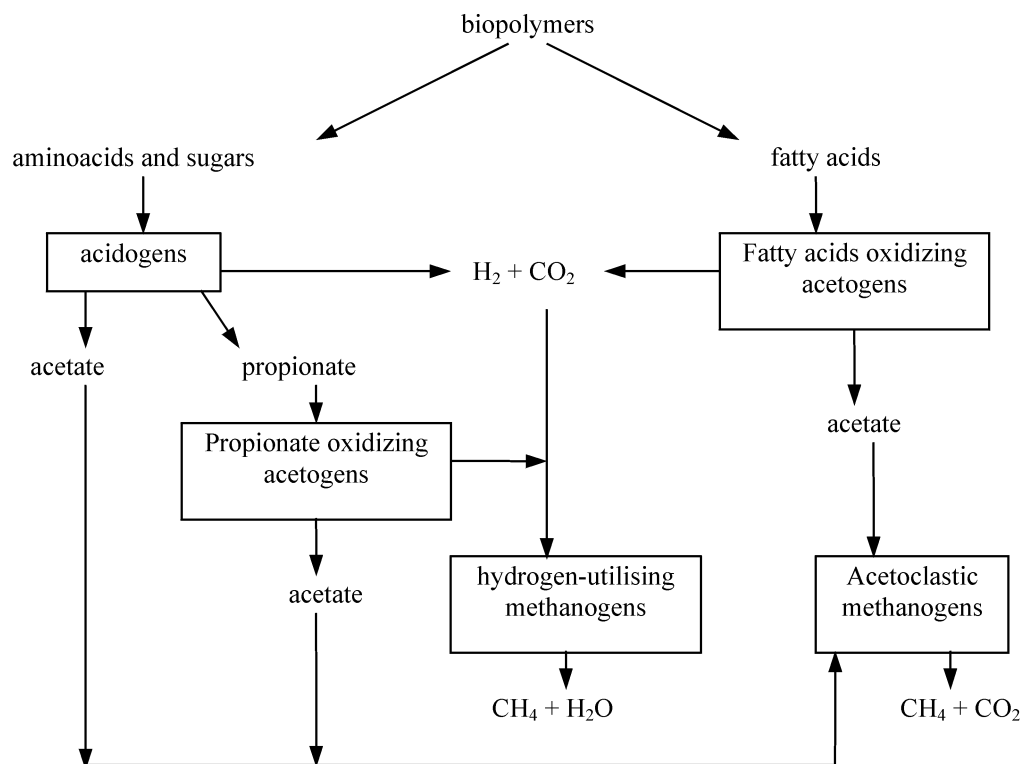 biopolymers
aminoacids and sugars
fatty acids
acidogens
H₂ + CO₂
Fatty acids oxidizing
acetogens
acetate
propionate
Propionate oxidizing
acetogens
acetate
acetate
hydrogen-utilising
methanogens
Acetoclastic
methanogens
CH₄ + H₂O
CH₄ + CO₂